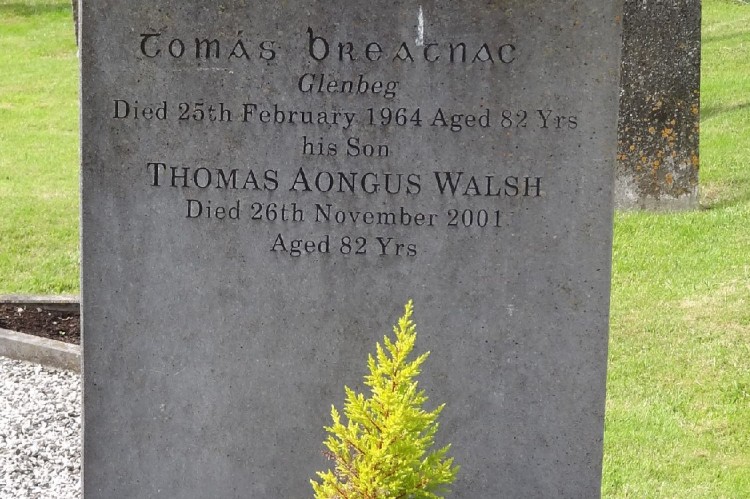 Tomás Breatnac
Glenbeg
Died 25th February 1964 Aged 82 Yrs
his Son
THOMAS AONGUS WALSH
Died 26th November 2001
Aged 82 Yrs